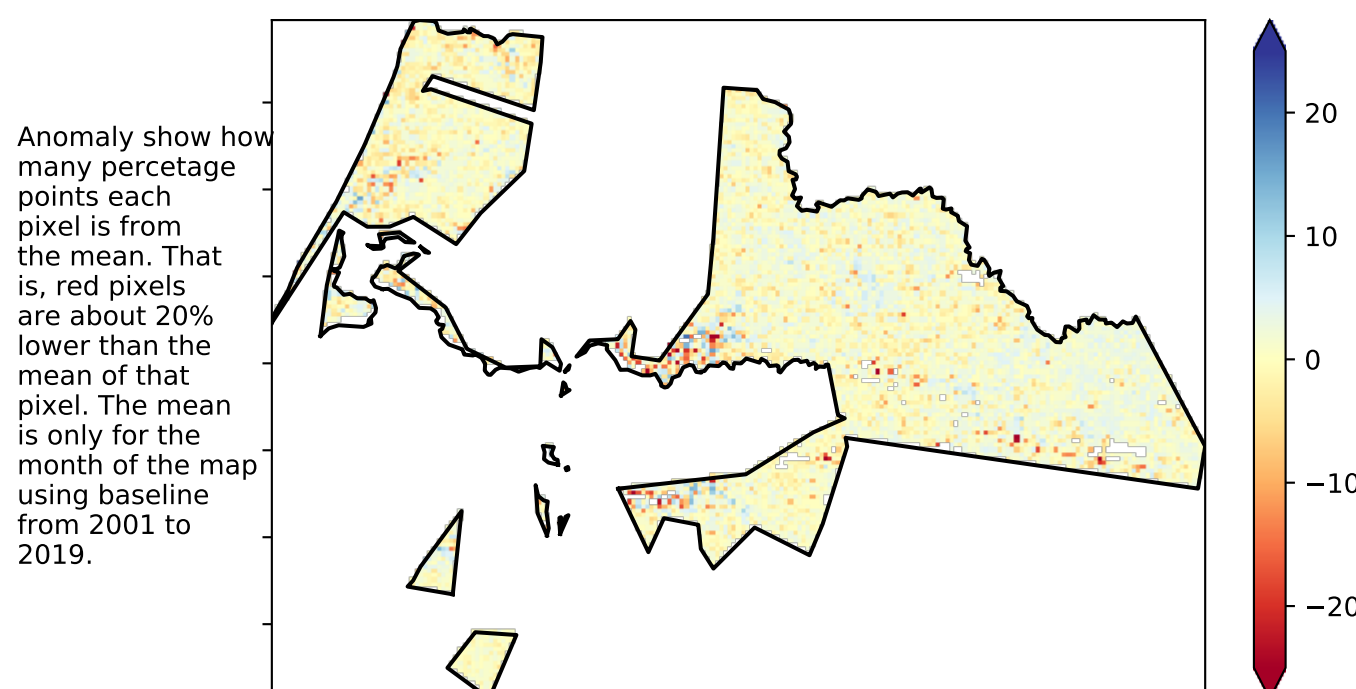 Anomaly show how
many percetage
points each
pixel is from
the mean. That
is, red pixels
are about 20%
lower than the
mean of that
pixel. The mean
is only for the
month of the map
using baseline
from 2001 to
2019.
20
10
0
−10
−20